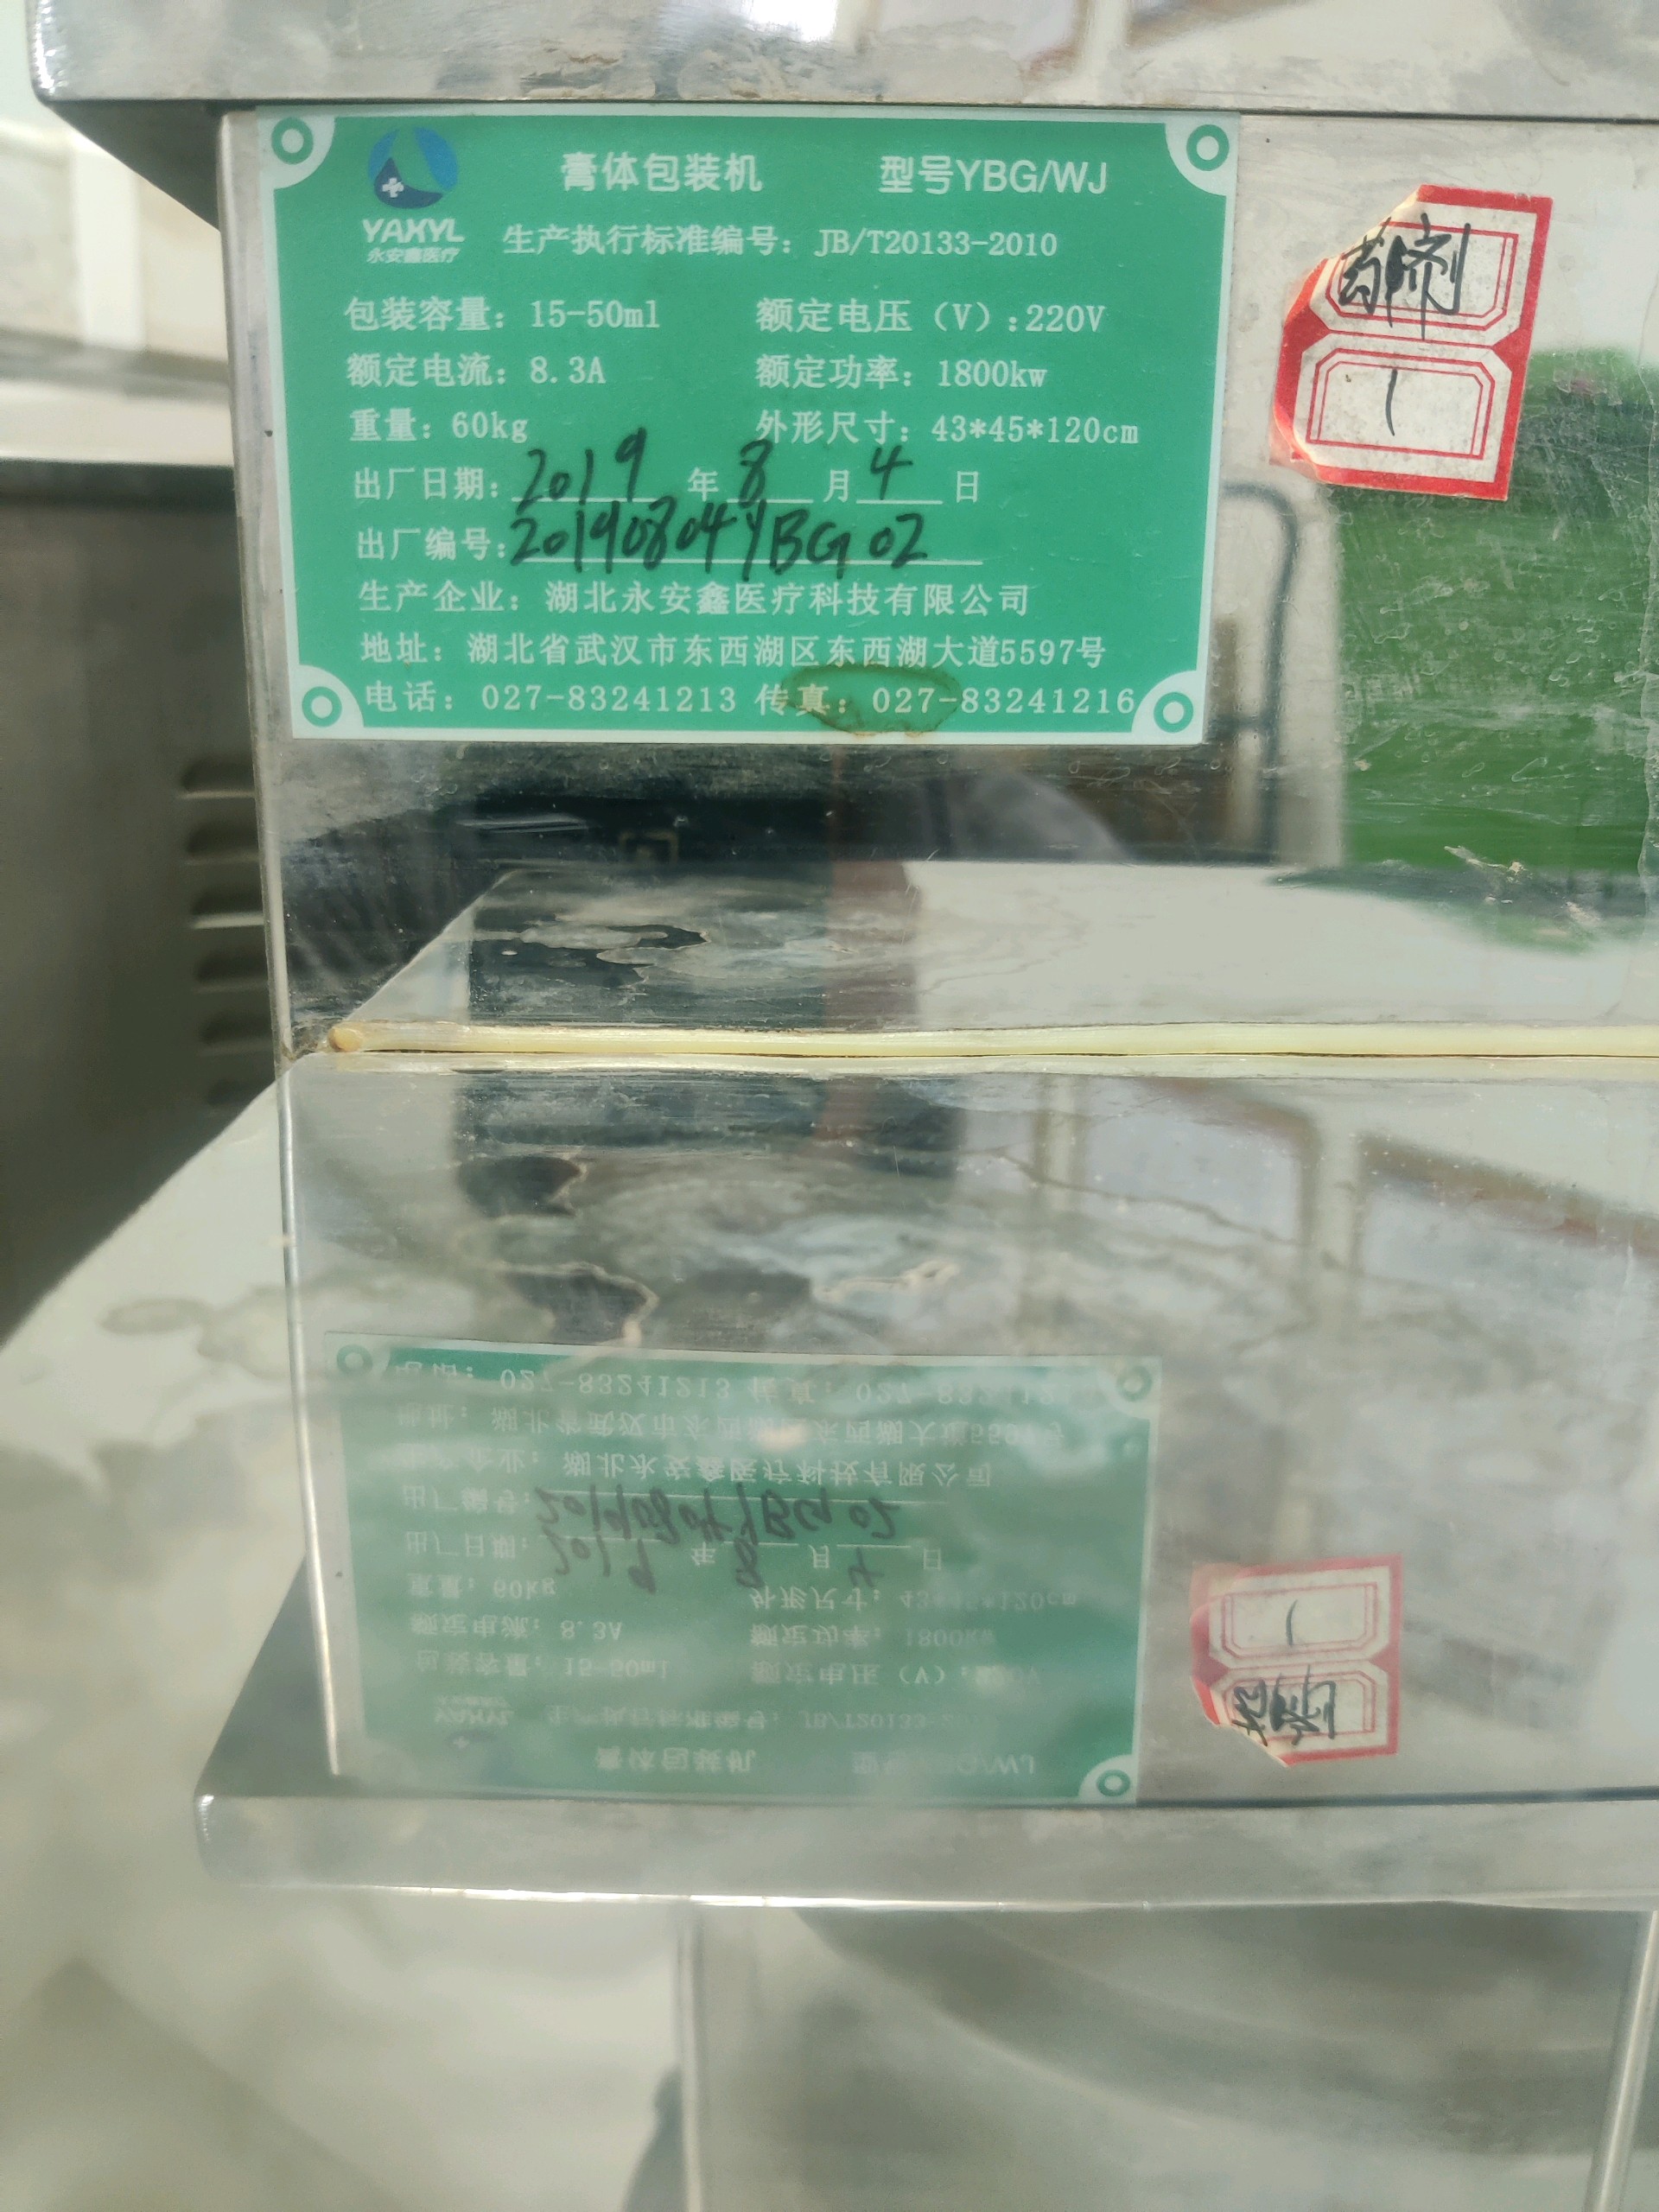 膏体包装机 型号YBG/WJ
YAXYL
永安鑫医疗
生产执行标准编号：JB/T20133-2010
包装容量：15-50ml 额定电压（V）:220V
额定电流：8.3A 额定功率：1800kw
重量：60kg 外形尺寸：43*45*120cm
出厂日期：2019年8月4日
出厂编号:20190804YBG02
生产企业：湖北永安鑫医疗科技有限公司
地址：湖北省武汉市东西湖区东西湖大道5597号
电话：027-83241213 传真：027-83241216
药剂
1